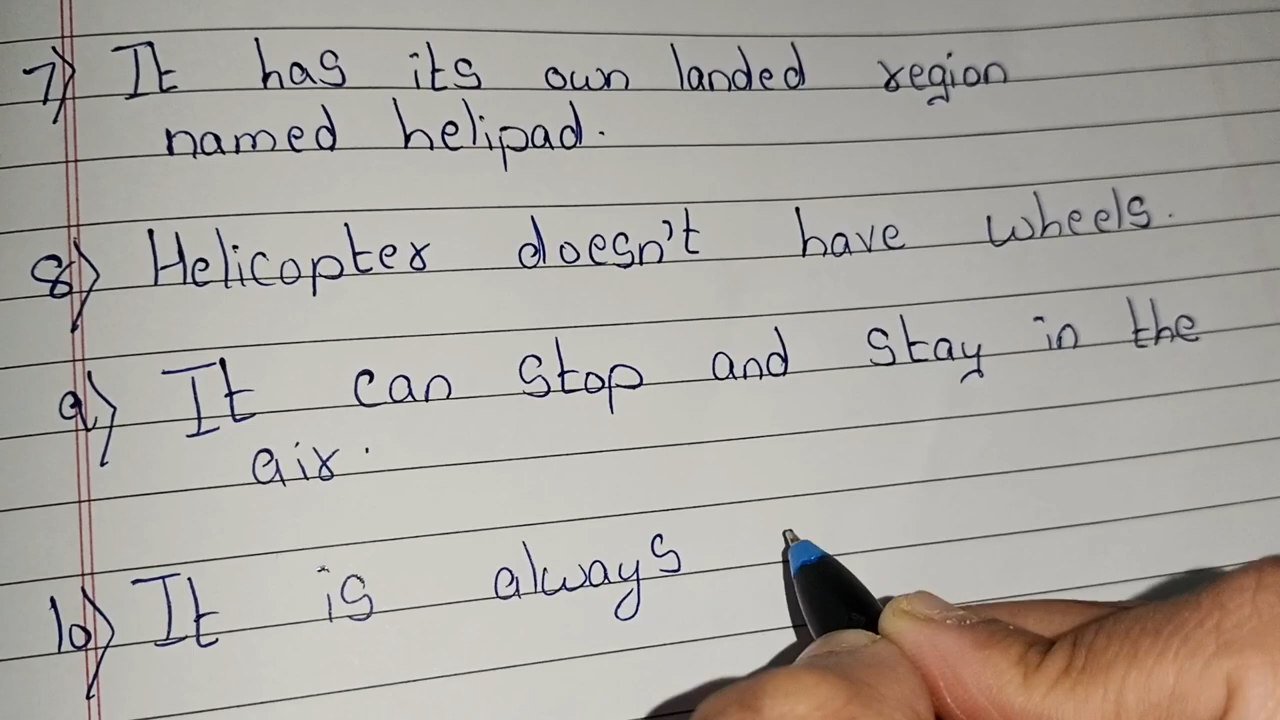 7) It has its own landed region
named helipad.
8) Helicopter doesn't have wheels.
9) It can stop and stay in the
air.
10) It is always